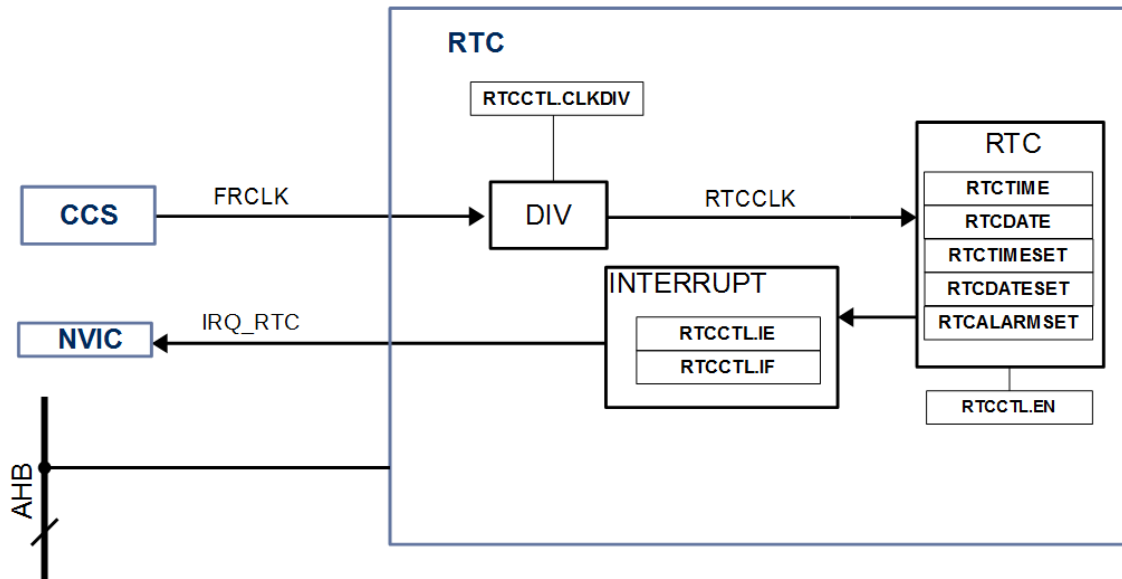 RTC
RTCCTL.CLKDIV
RTC
CCS
FRCLK
DIV
RTCCLK
RTCTIME
RTCDATE
RTCTIMESET
RTCDATESET
RTCALARMSET
INTERRUPT
NVIC
IRQ_RTC
RTCCTL.IE
RTCCTL.IF
RTCCTL.EN
AHB